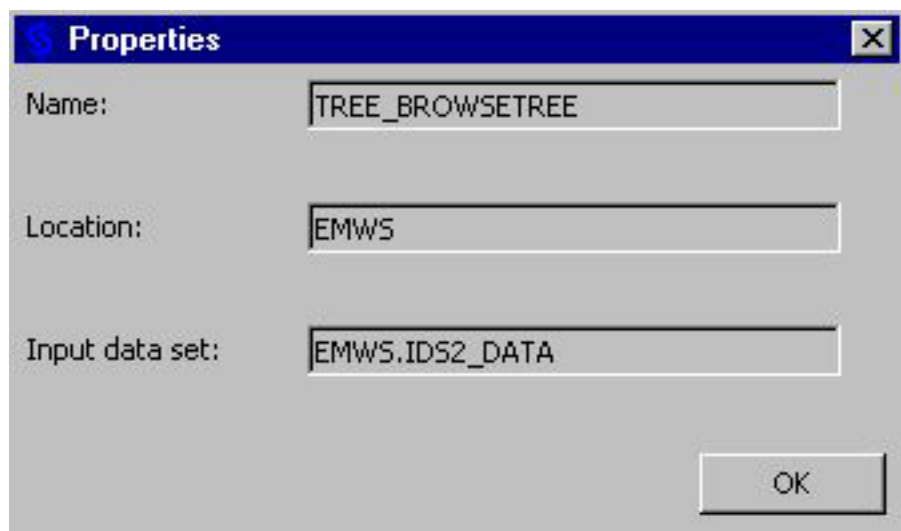 Properties
Name: TREE_BROWSETREE
Location: EMWS
Input data set: EMWS.IDS2_DATA
OK